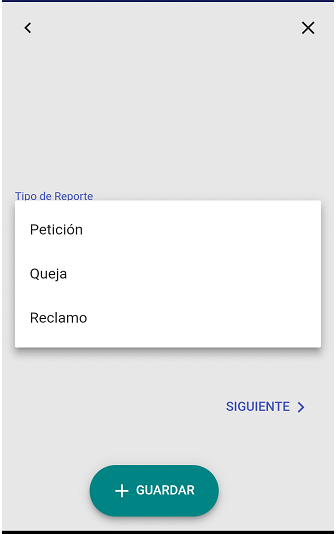 Tipo de Reporte
Petición
Queja
Reclamo
SIGUIENTE
GUARDAR